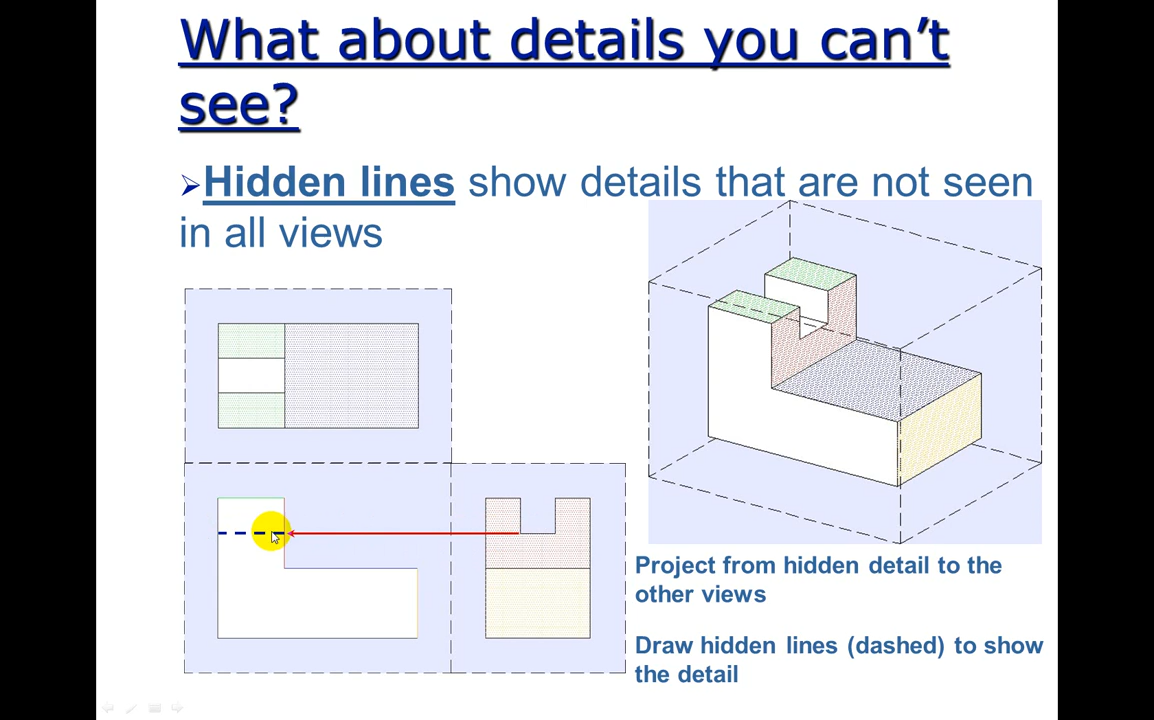 What about details you can’t
see?
➢Hidden lines show details that are not seen
in all views
Project from hidden detail to the
other views
Draw hidden lines (dashed) to show
the detail